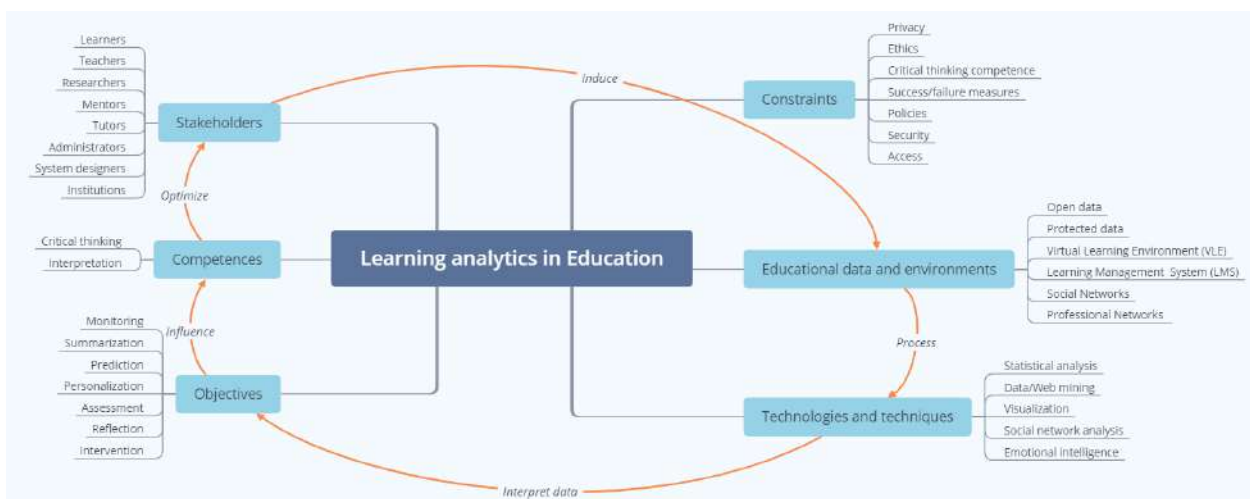 Learning analytics in Education
Stakeholders
Learners
Teachers
Researchers
Mentors
Tutors
Administrators
System designers
Institutions
Optimize
Competences
Critical thinking
Interpretation
Influence
Objectives
Monitoring
Summarization
Prediction
Personalization
Assessment
Reflection
Intervention
Induce
Constraints
Privacy
Ethics
Critical thinking competence
Success/failure measures
Policies
Security
Access
Educational data and environments
Open data
Protected data
Virtual Learning Environment (VLE)
Learning Management System (LMS)
Social Networks
Professional Networks
Process
Technologies and techniques
Statistical analysis
Data/Web mining
Visualization
Social network analysis
Emotional intelligence
Interpret data